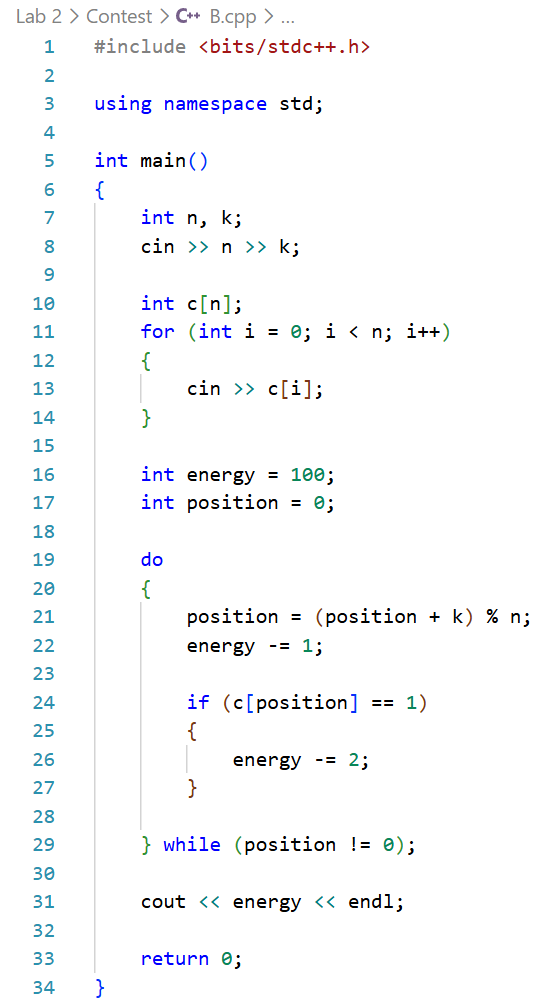 Lab 2 > Contest > C++ B.cpp > ...
1 #include <bits/stdc++.h>
2
3 using namespace std;
4
5 int main()
6 {
7     int n, k;
8     cin >> n >> k;
9
10     int c[n];
11     for (int i = 0; i < n; i++)
12     {
13         cin >> c[i];
14     }
15
16     int energy = 100;
17     int position = 0;
18
19     do
20     {
21         position = (position + k) % n;
22         energy -= 1;
23
24         if (c[position] == 1)
25         {
26             energy -= 2;
27         }
28
29     } while (position != 0);
30
31     cout << energy << endl;
32
33     return 0;
34 }